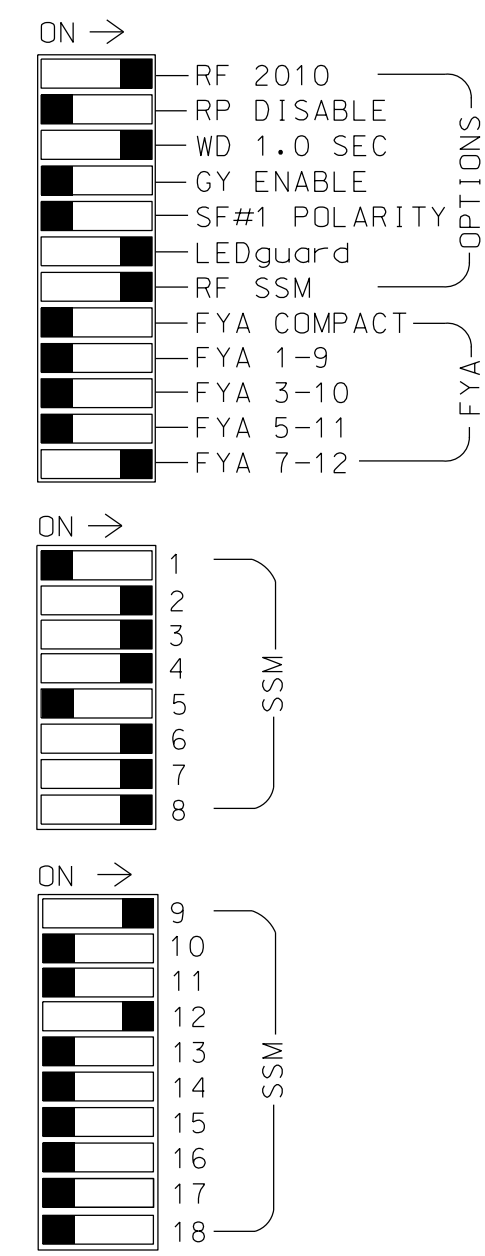 ON →
RF 2010
RP DISABLE
WD 1.0 SEC
GY ENABLE
SF#1 POLARITY
LEDguard
RF SSM
OPTIONS
FYA COMPACT
FYA 1-9
FYA 3-10
FYA 5-11
FYA 7-12
FYA
ON →
1
2
3
4
5
6
7
8
SSM
ON →
9
10
11
12
13
14
15
16
17
18
SSM